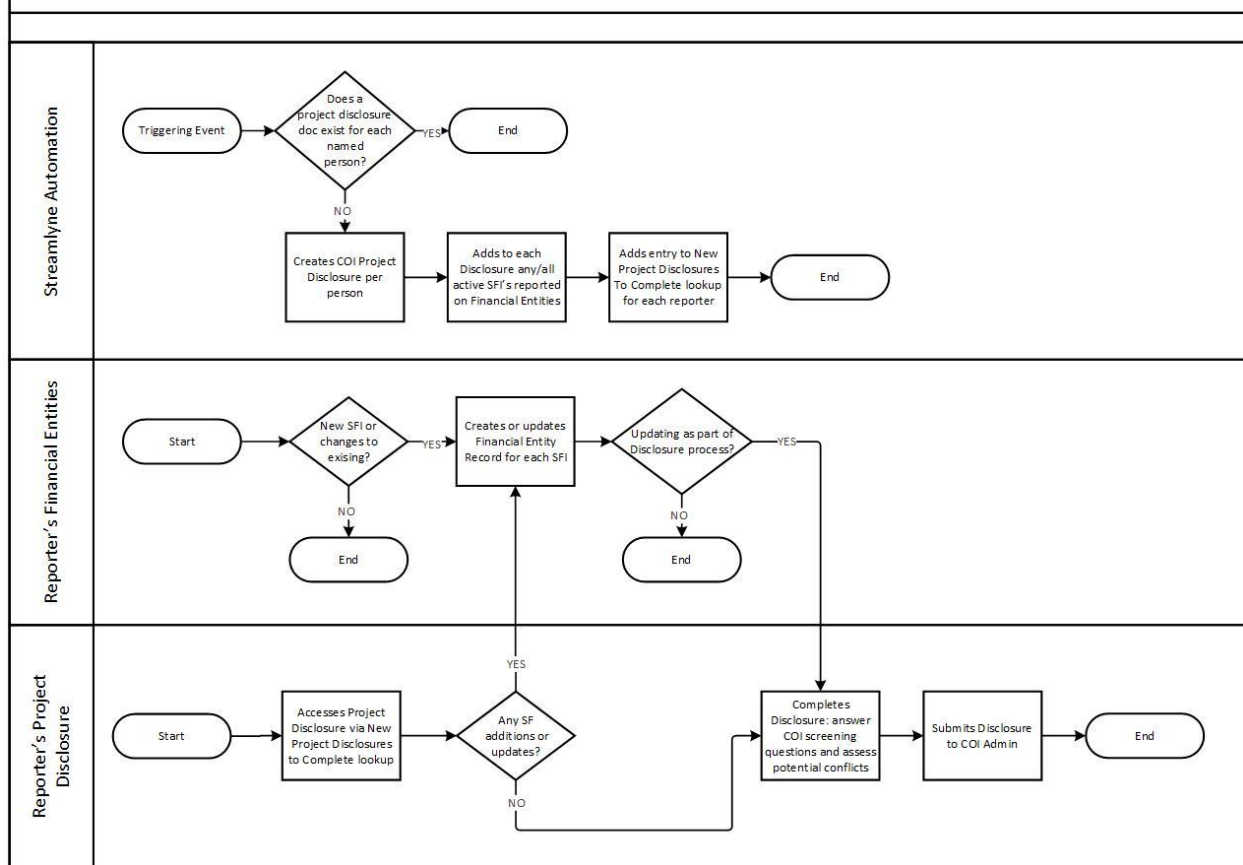 Streamlyne Automation
Triggering Event
Does a
project disclosure
doc exist for each
named
person?
YES
End
NO
Creates COI Project
Disclosure per
person
Adds to each
Disclosure any/all
active SFI's reported
on Financial Entities
Adds entry to New
Project Disclosures
To Complete lookup
for each reporter
End
Reporter's Financial Entities
Start
New SFI or
changes to
exising?
YES
Creates or updates
Financial Entity
Record for each SFI
Updating as part of
Disclosure process?
YES
NO
End
NO
End
Reporter's Project
Disclosure
Start
Accesses Project
Disclosure via New
Project Disclosures
to Complete lookup
YES
Any SF
additions or
updates?
NO
Completes
Disclosure: answer
COI screening
questions and assess
potential conflicts
Submits Disclosure
to COI Admin
End